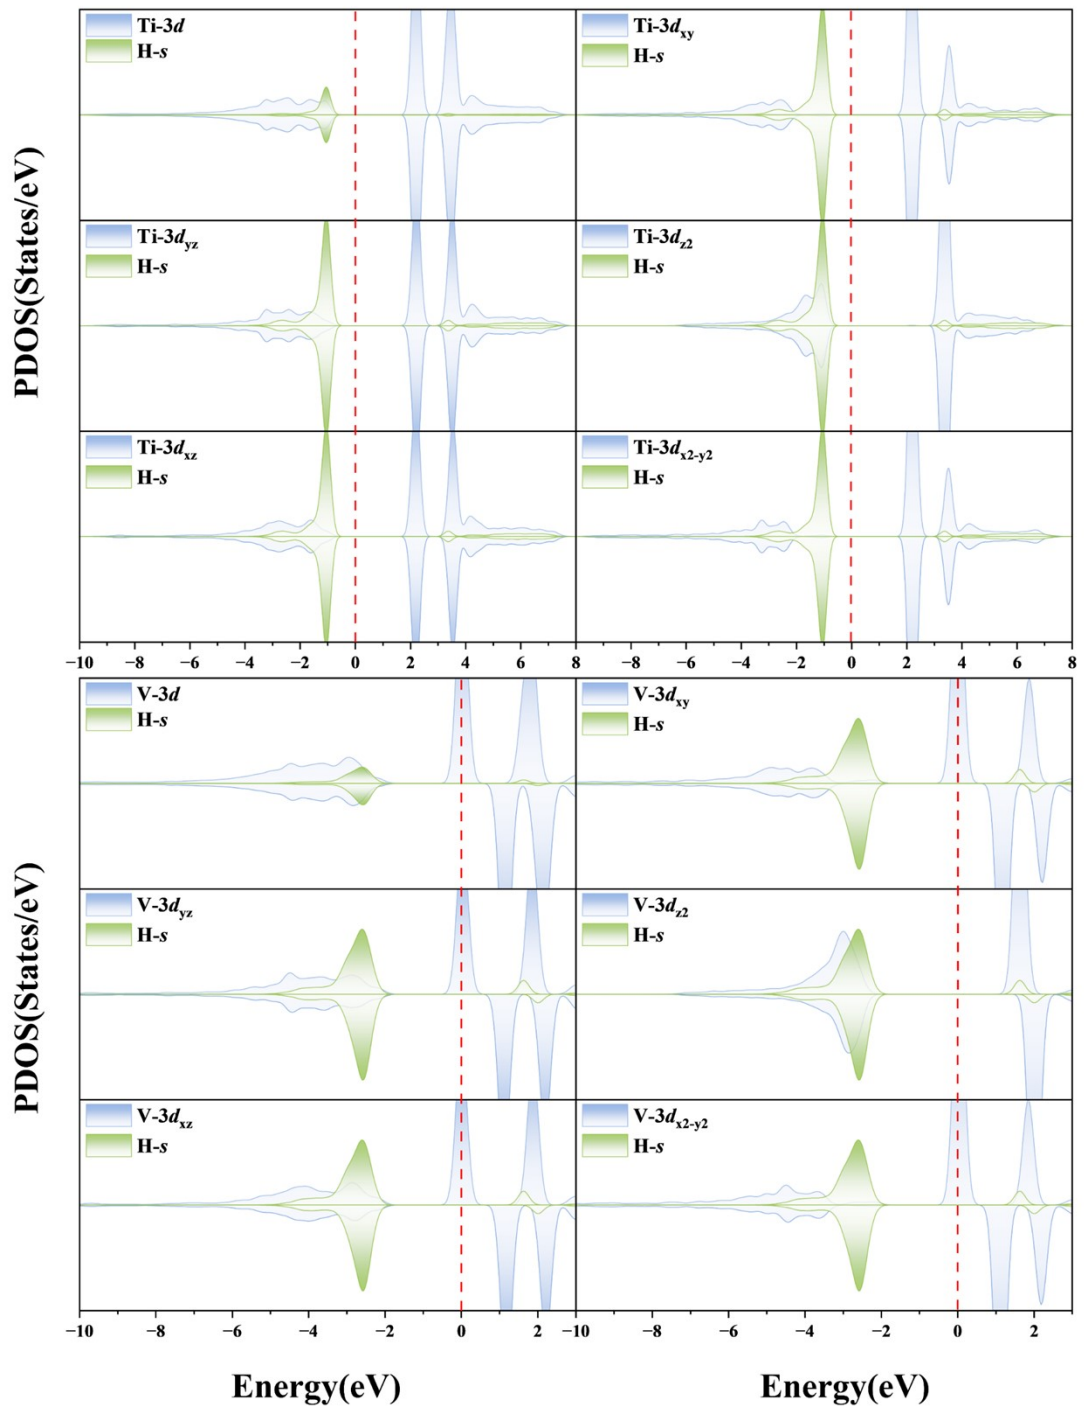 PDOS(States/eV)
Ti-3d
H-s
Ti-3dxy
H-s
Ti-3dyz
H-s
Ti-3dz2
H-s
Ti-3dxz
H-s
Ti-3dx2-y2
H-s
−10 −8 −6 −4 −2 0 2 4 6 8
−8 −6 −4 −2 0 2 4 6 8
PDOS(States/eV)
V-3d
H-s
V-3dxy
H-s
V-3dyz
H-s
V-3dz2
H-s
V-3dxz
H-s
V-3dx2-y2
H-s
−10 −8 −6 −4 −2 0 2
−10 −8 −6 −4 −2 0 2
Energy(eV)
Energy(eV)